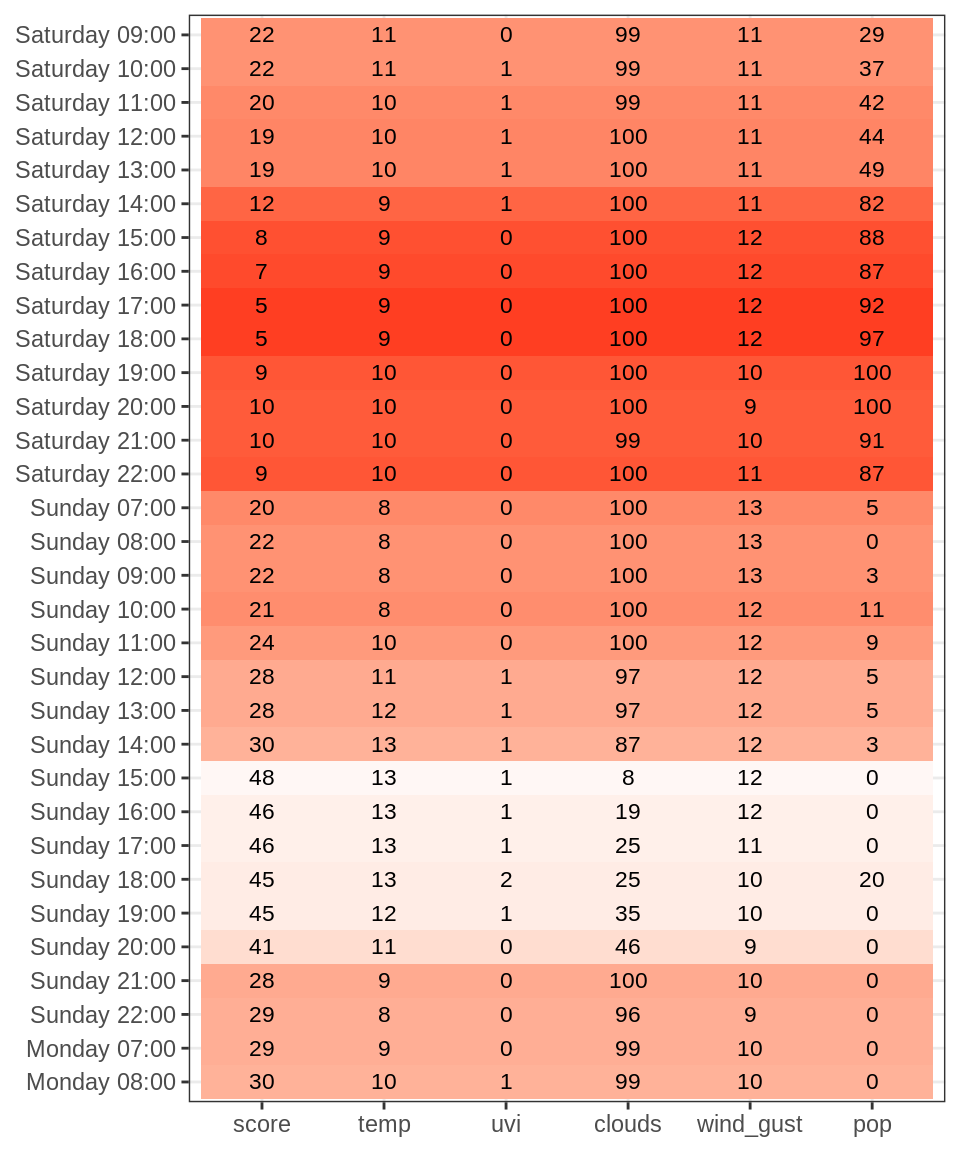 Saturday 09:00 22 11 0 99 11 29
Saturday 10:00 22 11 1 99 11 37
Saturday 11:00 20 10 1 99 11 42
Saturday 12:00 19 10 1 100 11 44
Saturday 13:00 19 10 1 100 11 49
Saturday 14:00 12 9 1 100 11 82
Saturday 15:00 8 9 0 100 12 88
Saturday 16:00 7 9 0 100 12 87
Saturday 17:00 5 9 0 100 12 92
Saturday 18:00 5 9 0 100 12 97
Saturday 19:00 9 10 0 100 10 100
Saturday 20:00 10 10 0 100 9 100
Saturday 21:00 10 10 0 99 10 91
Saturday 22:00 9 10 0 100 11 87
Sunday 07:00 20 8 0 100 13 5
Sunday 08:00 22 8 0 100 13 0
Sunday 09:00 22 8 0 100 13 3
Sunday 10:00 21 8 0 100 12 11
Sunday 11:00 24 10 0 100 12 9
Sunday 12:00 28 11 1 97 12 5
Sunday 13:00 28 12 1 97 12 5
Sunday 14:00 30 13 1 87 12 3
Sunday 15:00 48 13 1 8 12 0
Sunday 16:00 46 13 1 19 12 0
Sunday 17:00 46 13 1 25 11 0
Sunday 18:00 45 13 2 25 10 20
Sunday 19:00 45 12 1 35 10 0
Sunday 20:00 41 11 0 46 9 0
Sunday 21:00 28 9 0 100 10 0
Sunday 22:00 29 8 0 96 9 0
Monday 07:00 29 9 0 99 10 0
Monday 08:00 30 10 1 99 10 0
score temp uvi clouds wind_gust pop